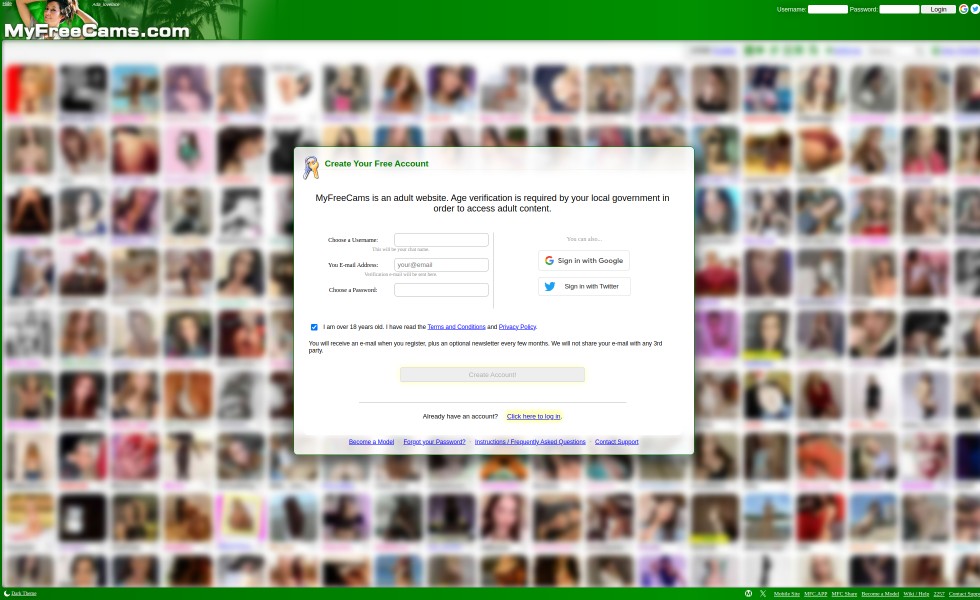 Username: Password: Login
MyFreeCams.com
Create Your Free Account
MyFreeCams is an adult website. Age verification is required by your local government in
order to access adult content.
Choose a Username:
This will be your chat name.
You E-mail Address: your@email
Verification e-mail will be sent here.
Choose a Password:
You can also...
Sign in with Google
Sign in with Twitter
I am over 18 years old. I have read the Terms and Conditions and Privacy Policy.
You will receive an e-mail when you register, plus an optional newsletter every few months. We will not share your e-mail with any 3rd
party.
Create Account!
Already have an account? Click here to log in.
Become a Model - Forgot your Password? - Instructions / Frequently Asked Questions - Contact Support
Dark Theme
Mobile Site MFC.APP MFC Share Become a Model Wiki / Help 2257 Contact